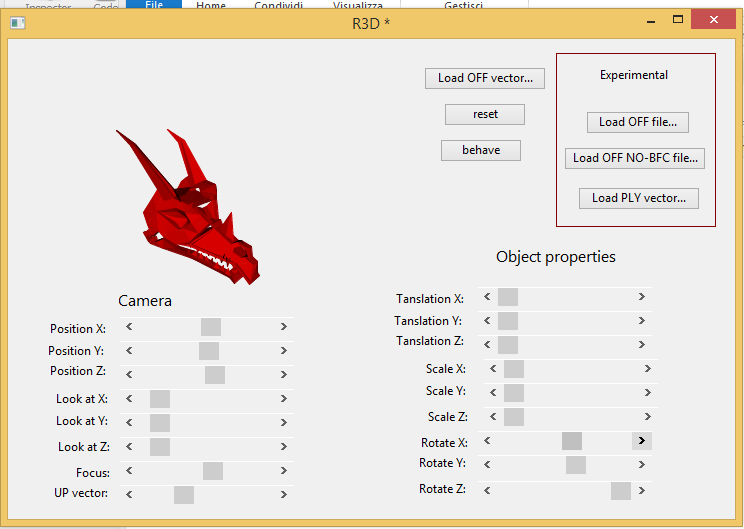 File Home Condividi Visualizza Gestisci
R3D *
Load OFF vector...
reset
behave
Experimental
Load OFF file...
Load OFF NO-BFC file...
Load PLY vector...
Camera
Position X:
Position Y:
Position Z:
Look at X:
Look at Y:
Look at Z:
Focus:
UP vector:
Object properties
Tanslation X:
Tanslation Y:
Tanslation Z:
Scale X:
Scale Y:
Scale Z:
Rotate X:
Rotate Y:
Rotate Z: